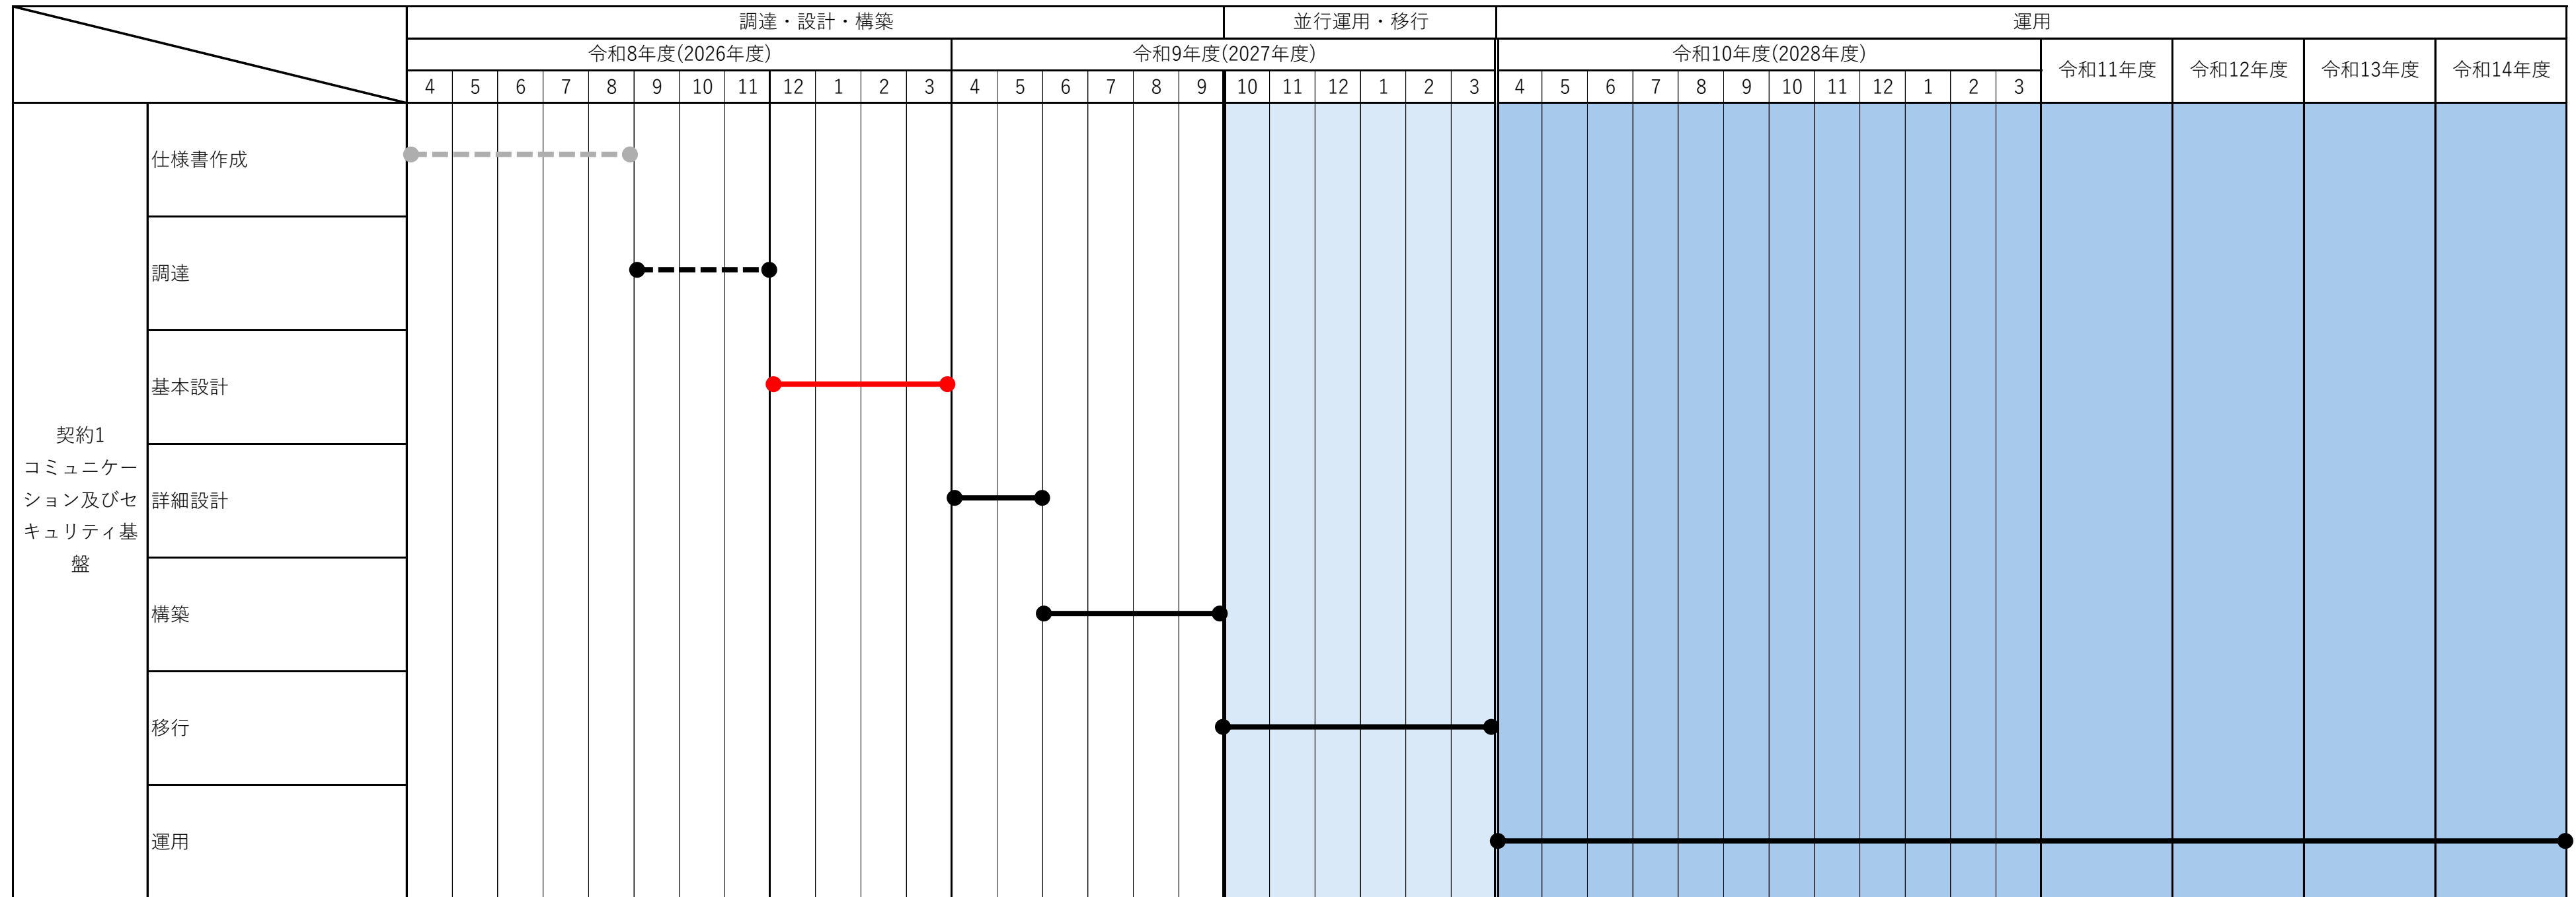 調達・設計・構築 並行運用・移行 運用
令和8年度(2026年度) 令和9年度(2027年度) 令和10年度(2028年度) 令和11年度 令和12年度 令和13年度 令和14年度
4 5 6 7 8 9 10 11 12 1 2 3 4 5 6 7 8 9 10 11 12 1 2 3 4 5 6 7 8 9 10 11 12 1 2 3
契約1
コミュニケー
ション及びセ
キュリティ基
盤
仕様書作成
調達
基本設計
詳細設計
構築
移行
運用